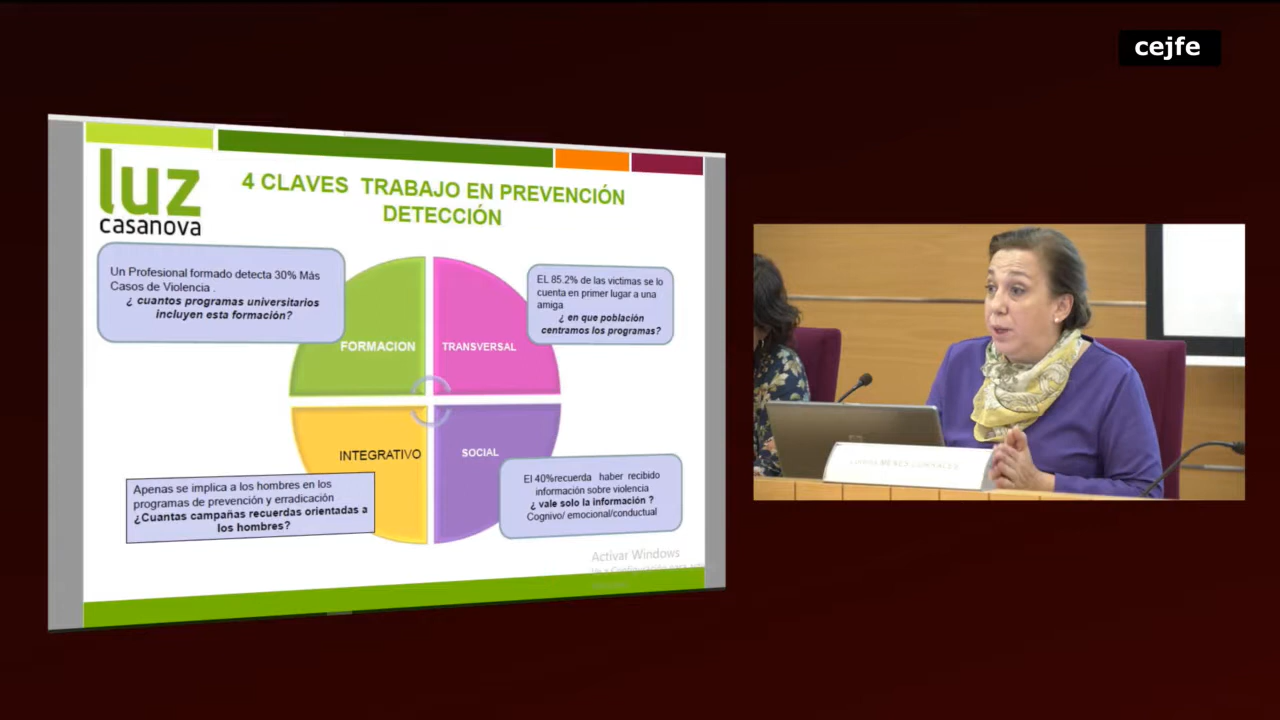 cejfe
luz
casanova
4 CLAVES TRABAJO EN PREVENCIÓN
DETECCIÓN
Un Profesional formado detecta 30% Más
Casos de Violencia .
¿ cuantos programas universitarios
incluyen esta formación?
EL 85.2% de las victimas se lo
cuenta en primer lugar a una
amiga
¿ en que población
centramos los programas?
FORMACION
TRANSVERSAL
INTEGRATIVO
SOCIAL
Apenas se implica a los hombres en los
programas de prevención y erradicación
¿Cuantas campañas recuerdas orientadas a
los hombres?
El 40%recuerda haber recibido
información sobre violencia
¿ vale solo la información ?
Cognivo/ emocional/conductual
Activar Windows